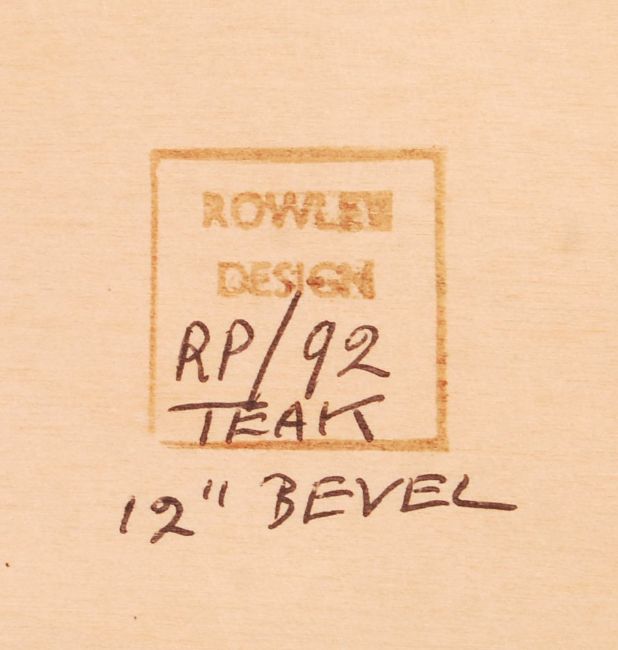 ROWLEY
DESIGN
RP/92
TEAK
12" BEVEL